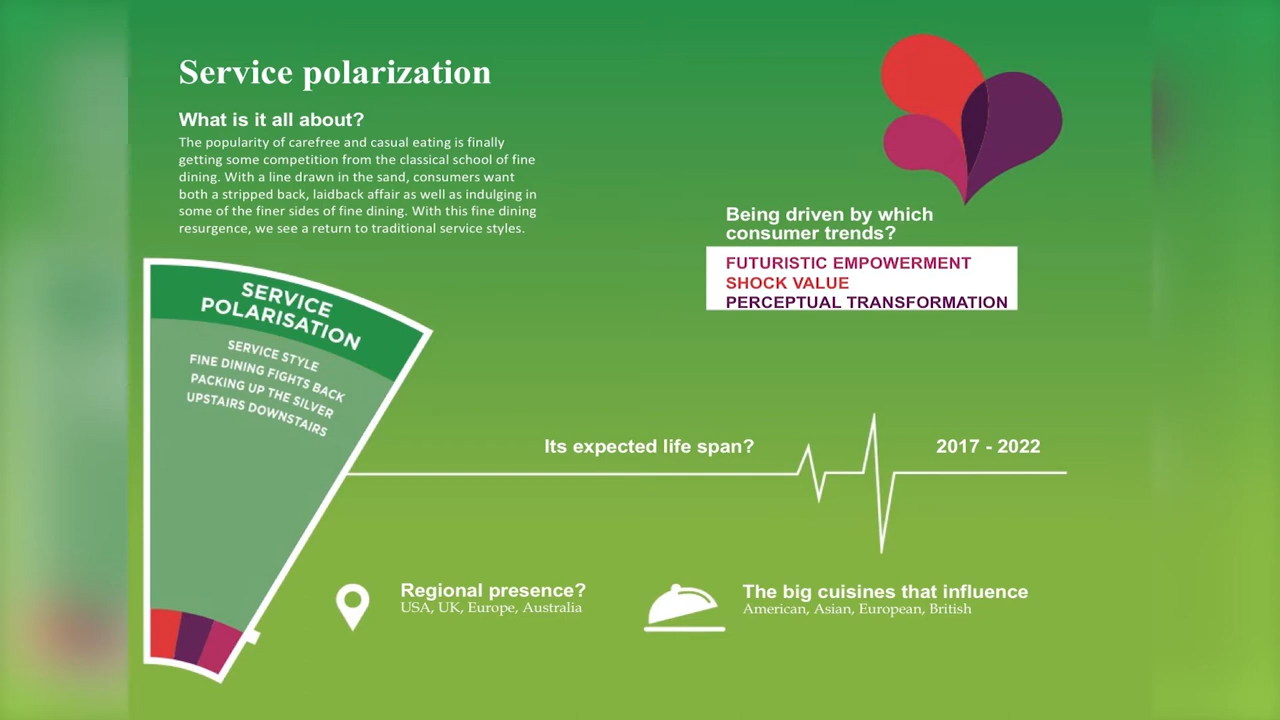 Service polarization
What is it all about?
The popularity of carefree and casual eating is finally
getting some competition from the classical school of fine
dining. With a line drawn in the sand, consumers want
both a stripped back, laidback affair as well as indulging in
some of the finer sides of fine dining. With this fine dining
resurgence, we see a return to traditional service styles.
Being driven by which
consumer trends?
FUTURISTIC EMPOWERMENT
SHOCK VALUE
PERCEPTUAL TRANSFORMATION
SERVICE
POLARISATION
SERVICE STYLE
FINE DINING FIGHTS BACK
PACKING UP THE SILVER
UPSTAIRS DOWNSTAIRS
Its expected life span?
2017 - 2022
Regional presence?
USA, UK, Europe, Australia
The big cuisines that influence
American, Asian, European, British